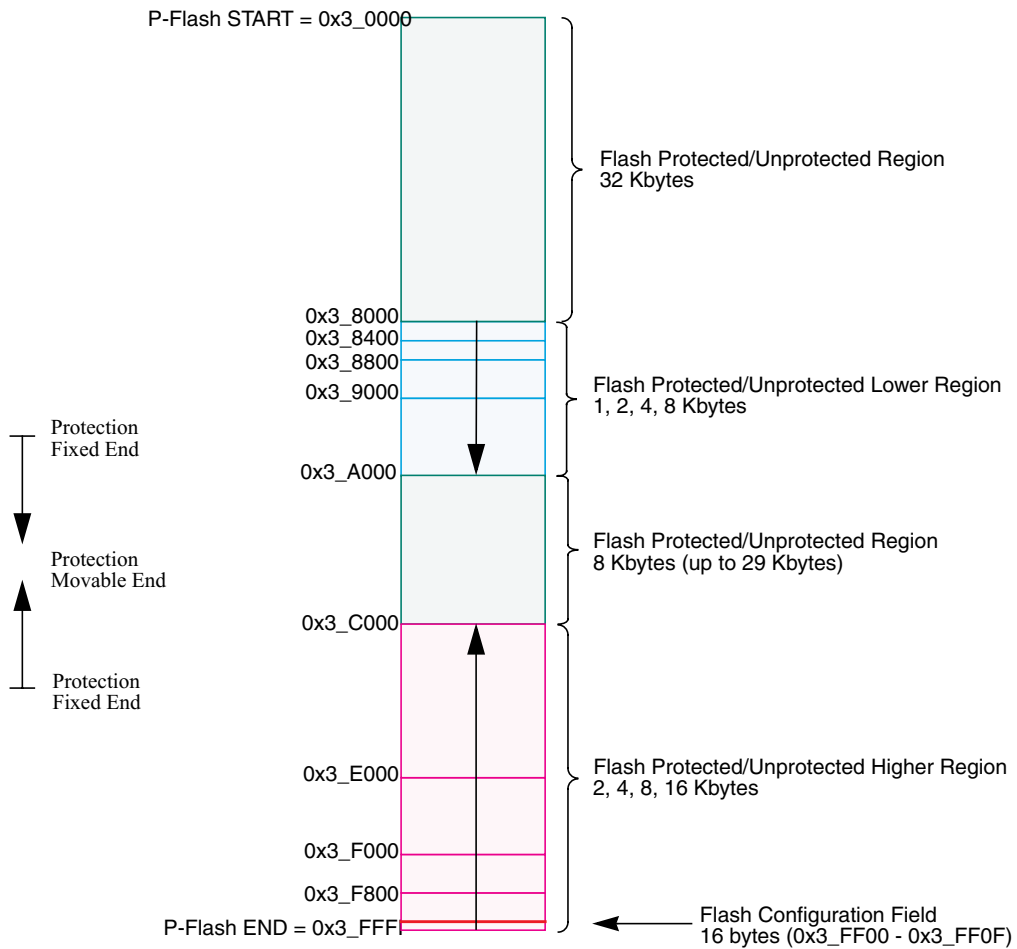 P-Flash START = 0x3_0000
Flash Protected/Unprotected Region
32 Kbytes
0x3_8000
0x3_8400
0x3_8800
0x3_9000
Flash Protected/Unprotected Lower Region
1, 2, 4, 8 Kbytes
Protection
Fixed End
0x3_A000
Flash Protected/Unprotected Region
8 Kbytes (up to 29 Kbytes)
Protection
Movable End
0x3_C000
Protection
Fixed End
0x3_E000
Flash Protected/Unprotected Higher Region
2, 4, 8, 16 Kbytes
0x3_F000
0x3_F800
P-Flash END = 0x3_FFF
Flash Configuration Field
16 bytes (0x3_FF00 - 0x3_FF0F)